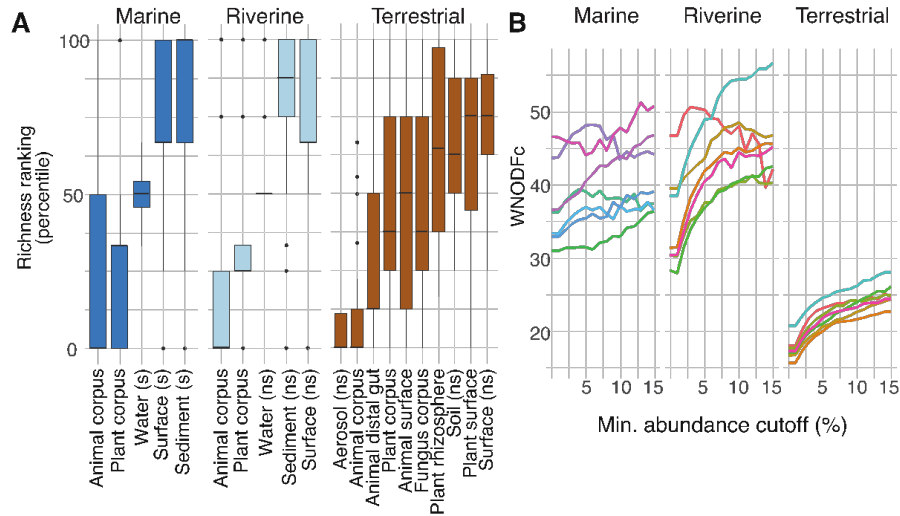 A
Marine
Riverine
Terrestrial
Richness ranking
(percentile)
100
50
0
Animal corpus
Plant corpus
Water (s)
Surface (s)
Sediment (s)
Animal corpus
Plant corpus
Water (ns)
Sediment (ns)
Surface (ns)
Aerosol (ns)
Animal corpus
Animal distal gut
Plant corpus
Animal surface
Fungus corpus
Plant rhizosphere
Soil (ns)
Plant surface
Surface (ns)
B
Marine
Riverine
Terrestrial
WNODFc
50
40
30
20
5 10 15
5 10 15
5 10 15
Min. abundance cutoff (%)